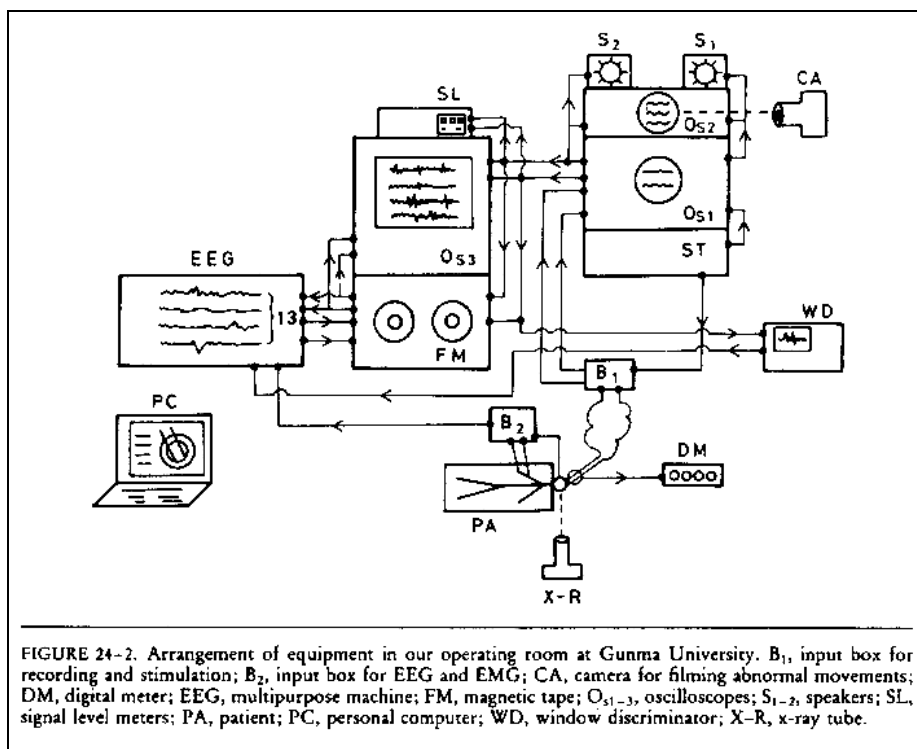 S₂ S₁
CA
SL
Os2
Os1
Os3
ST
EEG
13
WD
FM
B₁
PC
B₂
DM
PA
X-R
FIGURE 24-2. Arrangement of equipment in our operating room at Gunma University. B₁, input box for
recording and stimulation; B₂, input box for EEG and EMG; CA, camera for filming abnormal movements;
DM, digital meter; EEG, multipurpose machine; FM, magnetic tape; Os1–3, oscilloscopes; S1–2, speakers; SL,
signal level meters; PA, patient; PC, personal computer; WD, window discriminator; X–R, x-ray tube.